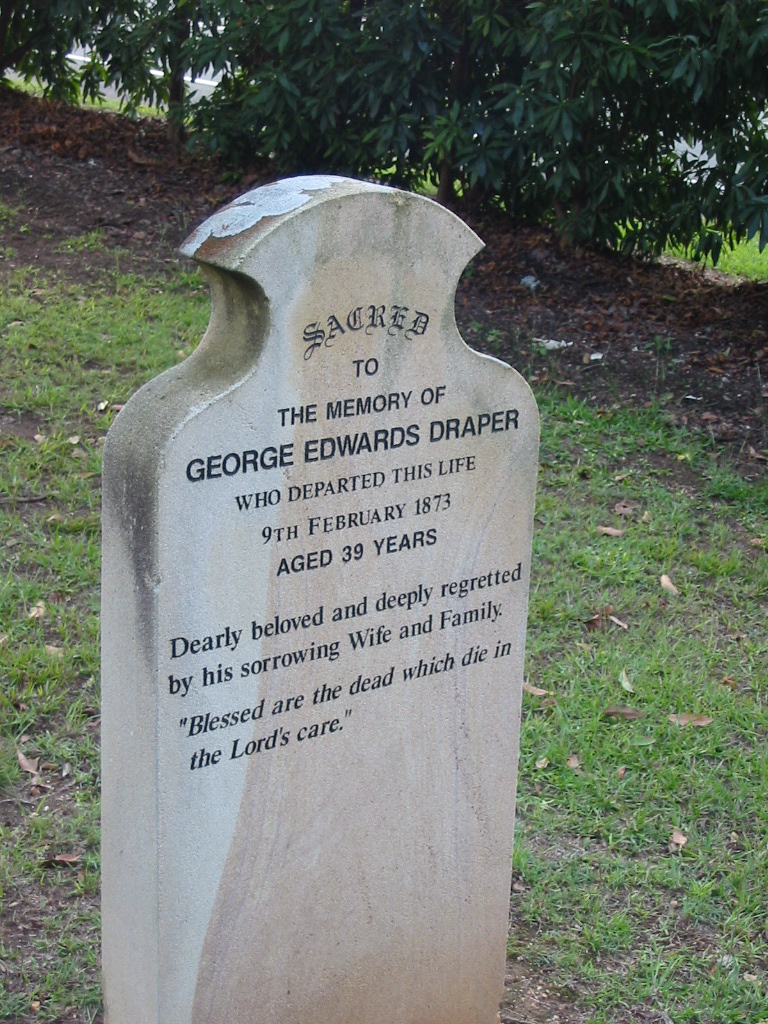 SACRED
TO
THE MEMORY OF
GEORGE EDWARDS DRAPER
WHO DEPARTED THIS LIFE
9TH FEBRUARY 1873
AGED 39 YEARS
Dearly beloved and deeply regretted
by his sorrowing Wife and Family.
"Blessed are the dead which die in
the Lord's care."